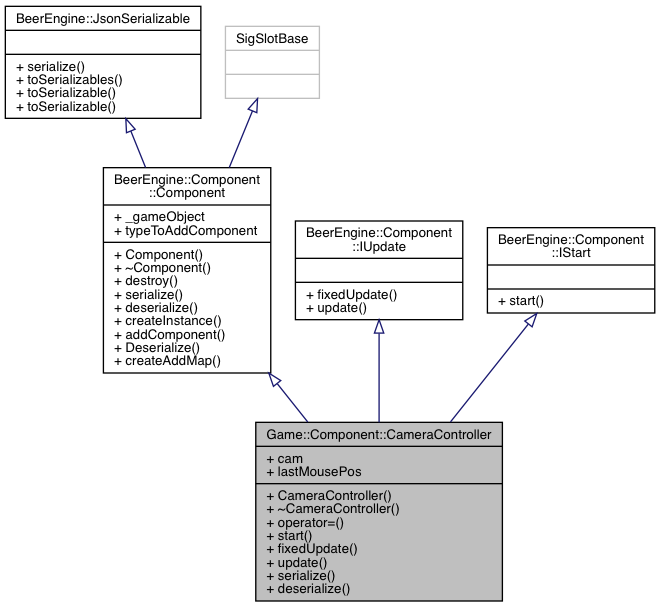 BeerEngine::JsonSerializable
+ serialize()
+ toSerializables()
+ toSerializable()
+ toSerializable()
SigSlotBase
BeerEngine::Component
::Component
+ _gameObject
+ typeToAddComponent
+ Component()
+ ~Component()
+ destroy()
+ serialize()
+ deserialize()
+ createInstance()
+ addComponent()
+ Deserialize()
+ createAddMap()
BeerEngine::Component
::IUpdate
+ fixedUpdate()
+ update()
BeerEngine::Component
::IStart
+ start()
Game::Component::CameraController
+ cam
+ lastMousePos
+ CameraController()
+ ~CameraController()
+ operator=()
+ start()
+ fixedUpdate()
+ update()
+ serialize()
+ deserialize()